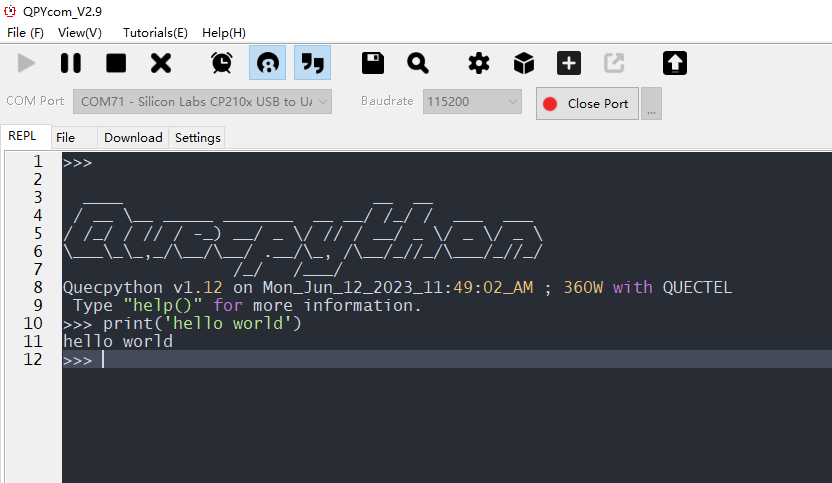 QPYcom_V2.9
File (F) View(V) Tutorials(E) Help(H)
COM Port COM71 - Silicon Labs CP210x USB to UA Baudrate 115200 Close Port ...
REPL File Download Settings
1 >>>
2
3
4
5
6
7
8 Quecpython v1.12 on Mon_Jun_12_2023_11:49:02_AM ; 360W with QUECTEL
9 Type "help()" for more information.
10 >>> print('hello world')
11 hello world
12 >>>